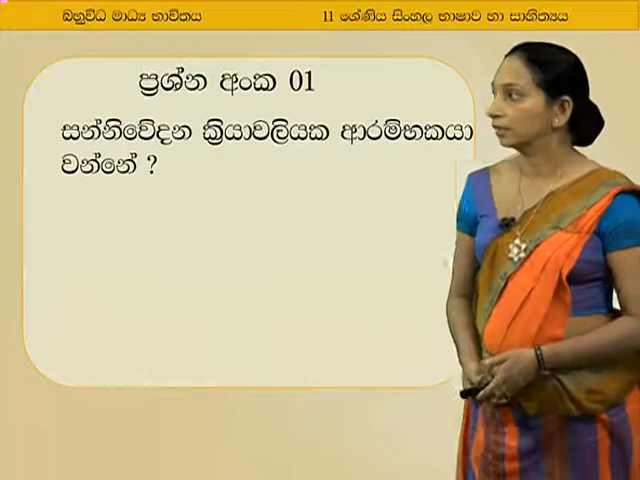 බහුවිධ මාධ්‍ය භාවිතය
11 ශ්‍රේණිය සිංහල භාෂාව හා සාහිත්‍යය
ප්‍රශ්න අංක 01
සන්නිවේදන ක්‍රියාවලියක ආරම්භකයා
වන්නේ ?